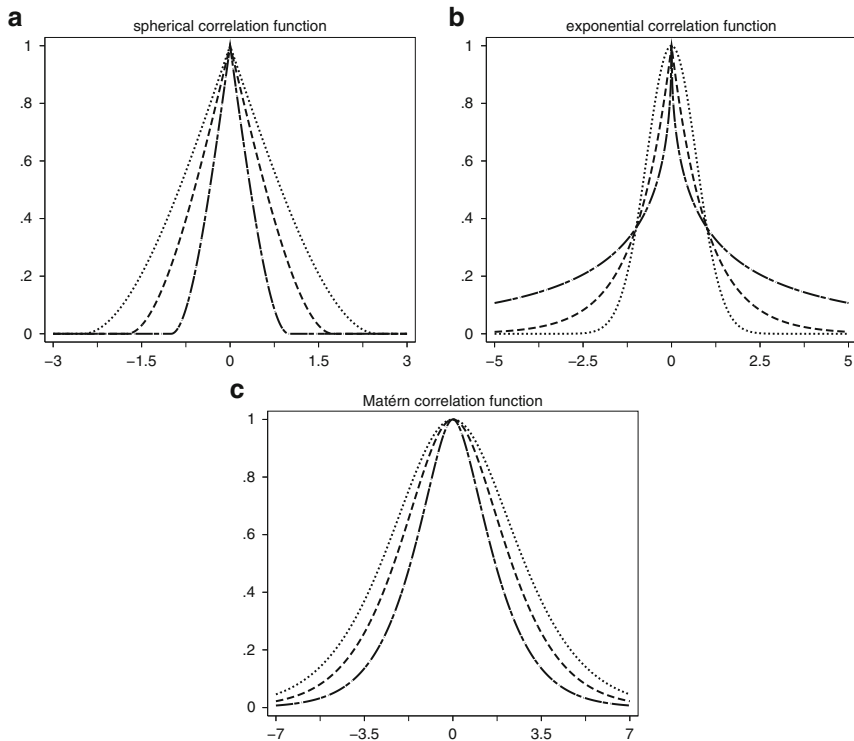 a
spherical correlation function
1
.8
.6
.4
.2
0
−3 −1.5 0 1.5 3
b
exponential correlation function
1
.8
.6
.4
.2
0
−5 −2.5 0 2.5 5
c
Matérn correlation function
1
.8
.6
.4
.2
0
−7 −3.5 0 3.5 7